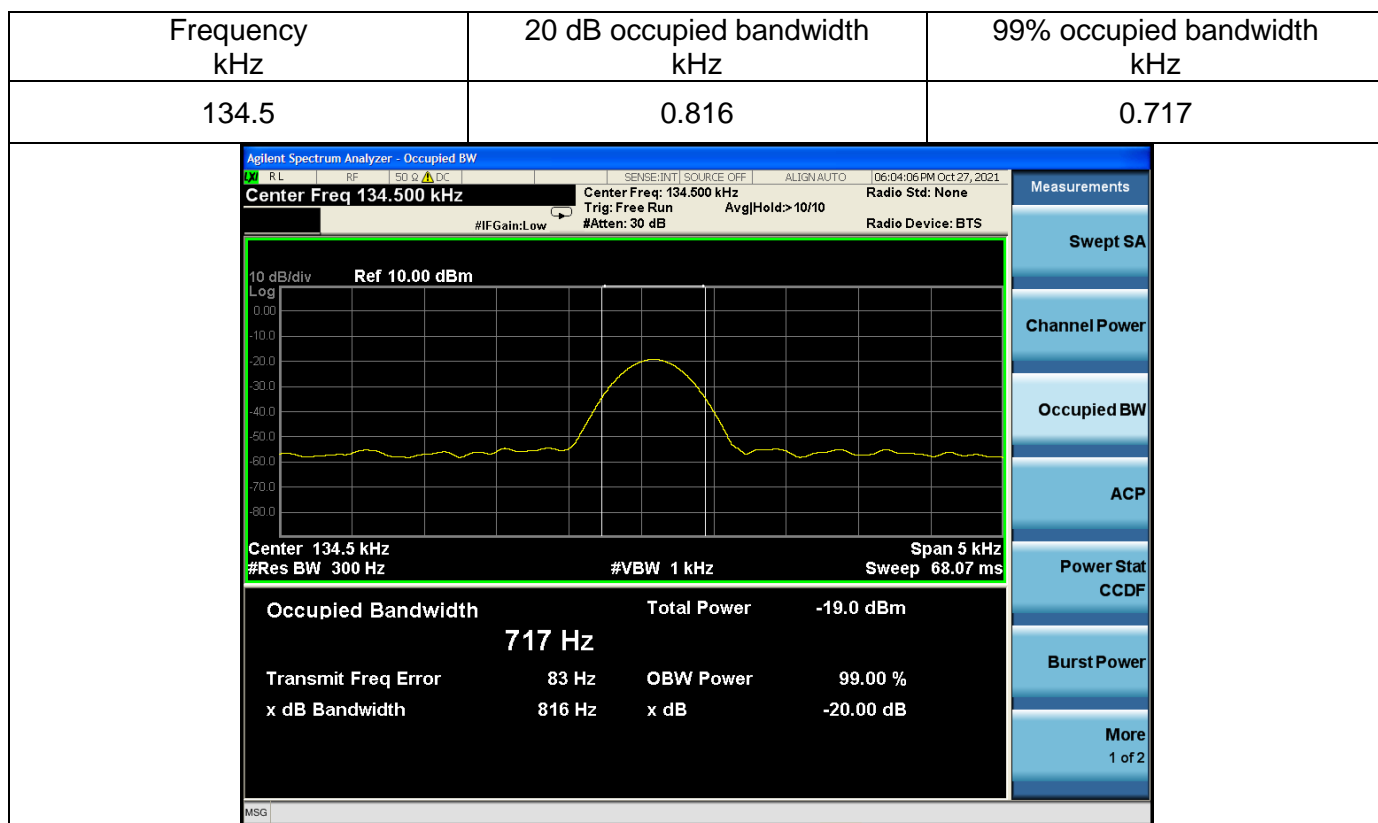 Frequency
kHz
20 dB occupied bandwidth
kHz
99% occupied bandwidth
kHz
134.5
0.816
0.717
Agilent Spectrum Analyzer - Occupied BW
LXI RL RF 50 Ω DC SENSE:INT SOURCE OFF ALIGN AUTO 06:04:06 PM Oct 27, 2021
Center Freq 134.500 kHz
Center Freq: 134.500 kHz
Radio Std: None
Trig: Free Run Avg|Hold:>10/10
#IFGain:Low
#Atten: 30 dB
Radio Device: BTS
10 dB/div Ref 10.00 dBm
Log
0.00
-10.0
-20.0
-30.0
-40.0
-50.0
-60.0
-70.0
-80.0
Center 134.5 kHz
Span 5 kHz
#Res BW 300 Hz
#VBW 1 kHz
Sweep 68.07 ms
Occupied Bandwidth
Total Power -19.0 dBm
717 Hz
Transmit Freq Error 83 Hz
OBW Power 99.00 %
x dB Bandwidth 816 Hz
x dB -20.00 dB
MSG
Measurements
Swept SA
Channel Power
Occupied BW
ACP
Power Stat
CCDF
Burst Power
More
1 of 2